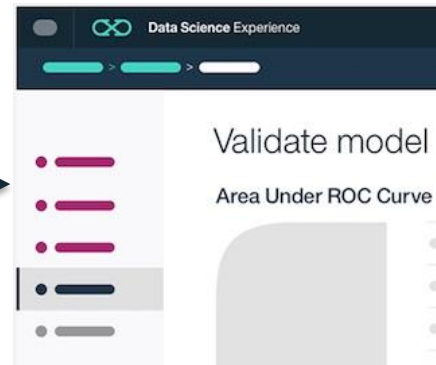 Data Science Experience
> >
Validate model
Area Under ROC Curve